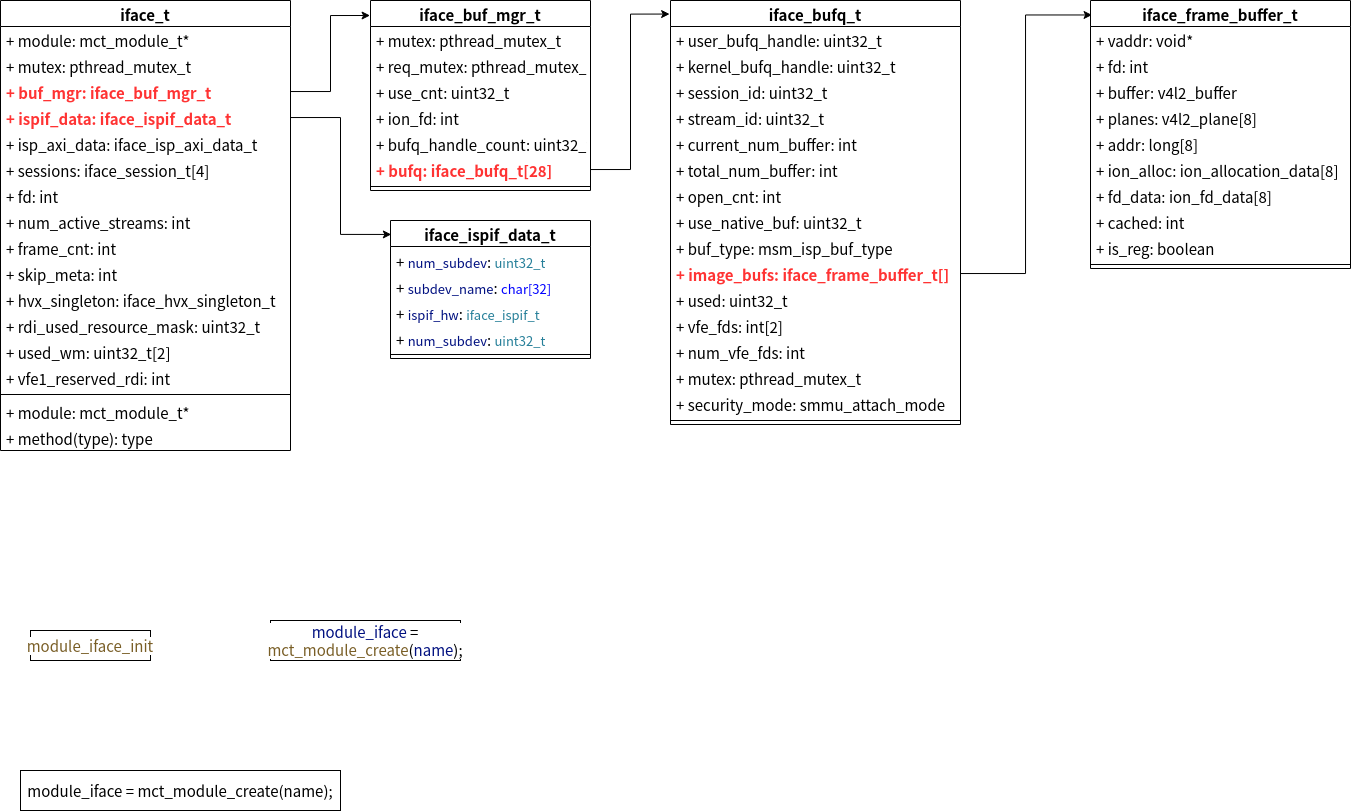 iface_t
+ module: mct_module_t*
+ mutex: pthread_mutex_t
+ buf_mgr: iface_buf_mgr_t
+ ispif_data: iface_ispif_data_t
+ isp_axi_data: iface_isp_axi_data_t
+ sessions: iface_session_t[4]
+ fd: int
+ num_active_streams: int
+ frame_cnt: int
+ skip_meta: int
+ hvx_singleton: iface_hvx_singleton_t
+ rdi_used_resource_mask: uint32_t
+ used_wm: uint32_t[2]
+ vfe1_reserved_rdi: int
+ module: mct_module_t*
+ method(type): type
iface_buf_mgr_t
+ mutex: pthread_mutex_t
+ req_mutex: pthread_mutex_
+ use_cnt: uint32_t
+ ion_fd: int
+ bufq_handle_count: uint32_
+ bufq: iface_bufq_t[28]
iface_ispif_data_t
+ num_subdev: uint32_t
+ subdev_name: char[32]
+ ispif_hw: iface_ispif_t
+ num_subdev: uint32_t
iface_bufq_t
+ user_bufq_handle: uint32_t
+ kernel_bufq_handle: uint32_t
+ session_id: uint32_t
+ stream_id: uint32_t
+ current_num_buffer: int
+ total_num_buffer: int
+ open_cnt: int
+ use_native_buf: uint32_t
+ buf_type: msm_isp_buf_type
+ image_bufs: iface_frame_buffer_t[]
+ used: uint32_t
+ vfe_fds: int[2]
+ num_vfe_fds: int
+ mutex: pthread_mutex_t
+ security_mode: smmu_attach_mode
iface_frame_buffer_t
+ vaddr: void*
+ fd: int
+ buffer: v4l2_buffer
+ planes: v4l2_plane[8]
+ addr: long[8]
+ ion_alloc: ion_allocation_data[8]
+ fd_data: ion_fd_data[8]
+ cached: int
+ is_reg: boolean
module_iface_init
module_iface =
mct_module_create(name);
module_iface = mct_module_create(name);